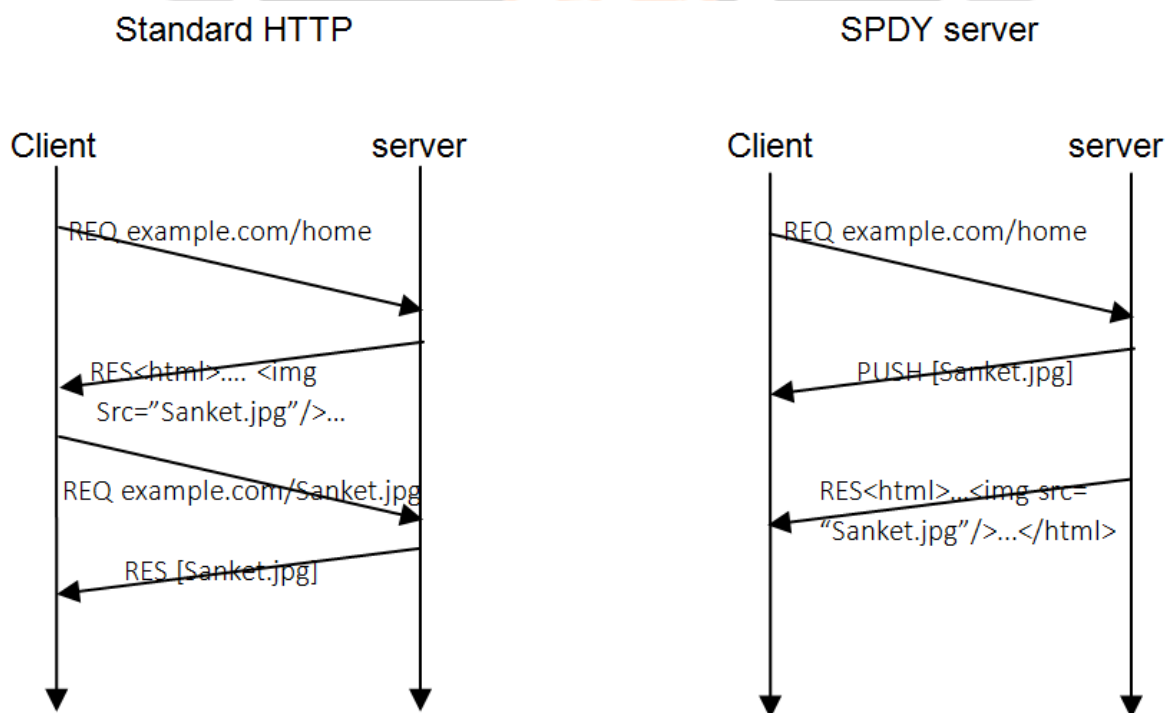 Standard HTTP
SPDY server
Client
server
Client
server
REQ example.com/home
RES<html>.... <img
Src=”Sanket.jpg”/>...
REQ example.com/Sanket.jpg
RES [Sanket.jpg]
REQ example.com/home
PUSH [Sanket.jpg]
RES<html>...<img src=
“Sanket.jpg”/>...</html>